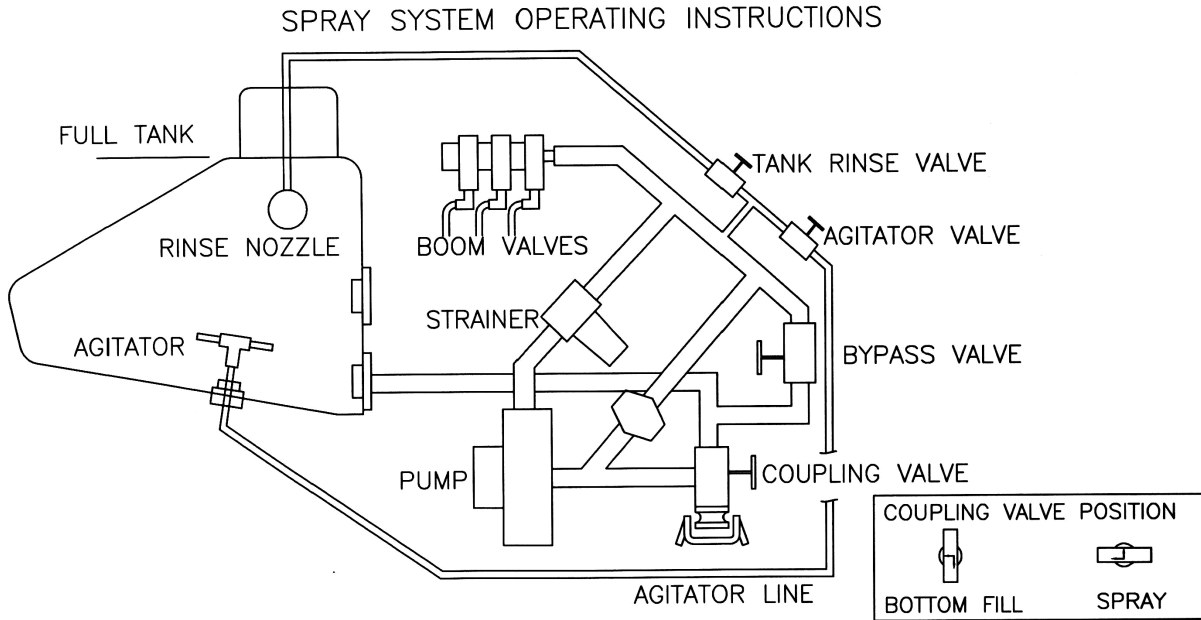 SPRAY SYSTEM OPERATING INSTRUCTIONS
FULL TANK
TANK RINSE VALVE
RINSE NOZZLE
BOOM VALVES
AGITATOR VALVE
STRAINER
AGITATOR
BYPASS VALVE
PUMP
COUPLING VALVE
COUPLING VALVE POSITION
BOTTOM FILL
SPRAY
AGITATOR LINE